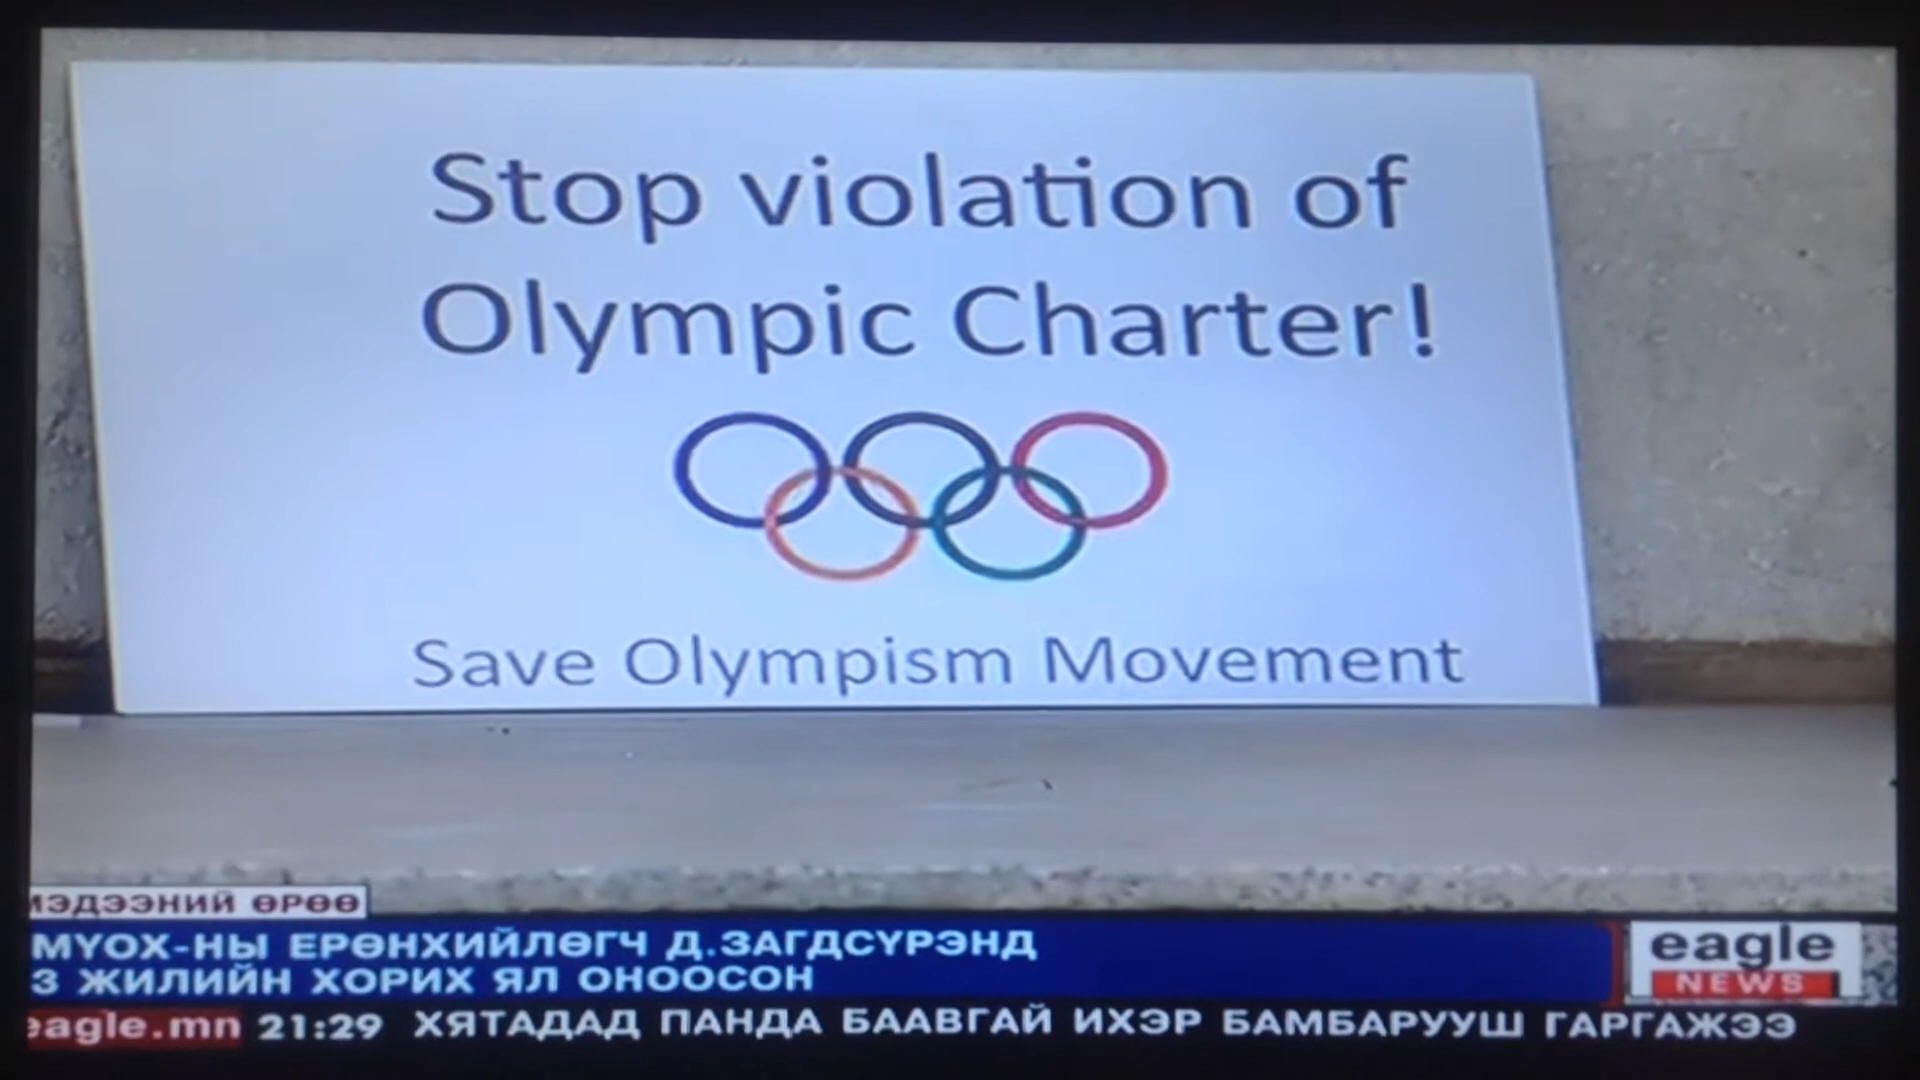 Stop violation of
Olympic Charter!
Save Olympism Movement
МЭДЭЭНИЙ ӨРӨӨ
МҮОХ-НЫ ЕРӨНХИЙЛӨГЧ Д.ЗАГДСҮРЭНД
3 ЖИЛИЙН ХОРИХ ЯЛ ОНООСОН
eagle
NEWS
eagle.mn 21:29 ХЯТАДАД ПАНДА БААВГАЙ ИХЭР БАМБАРУУШ ГАРГАЖЭЭ